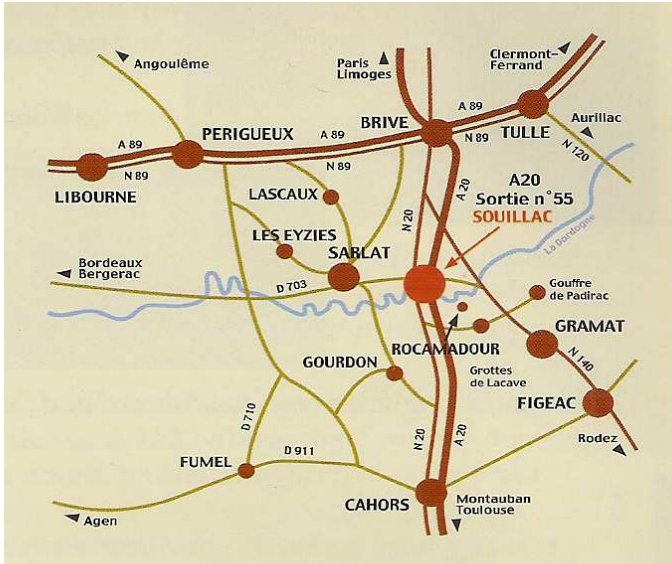 Angoulême
Paris
Limoges
Clermont-
Ferrand
A 89
BRIVE
A 89
PERIGUEUX
A 89
N 89
TULLE
Aurillac
N 120
N 89
N 89
LIBOURNE
LASCAUX
A 20
A20
Sortie n°55
SOUILLAC
N 20
LES EYZIES
SARLAT
La Dordogne
Bordeaux
Bergerac
D 703
Gouffre
de Padirac
ROCAMADOUR
GRAMAT
GOURDON
Grottes
de Lacave
N 140
FIGEAC
D 710
N 20
A 20
Rodez
D 911
FUMEL
CAHORS
Montauban
Toulouse
Agen